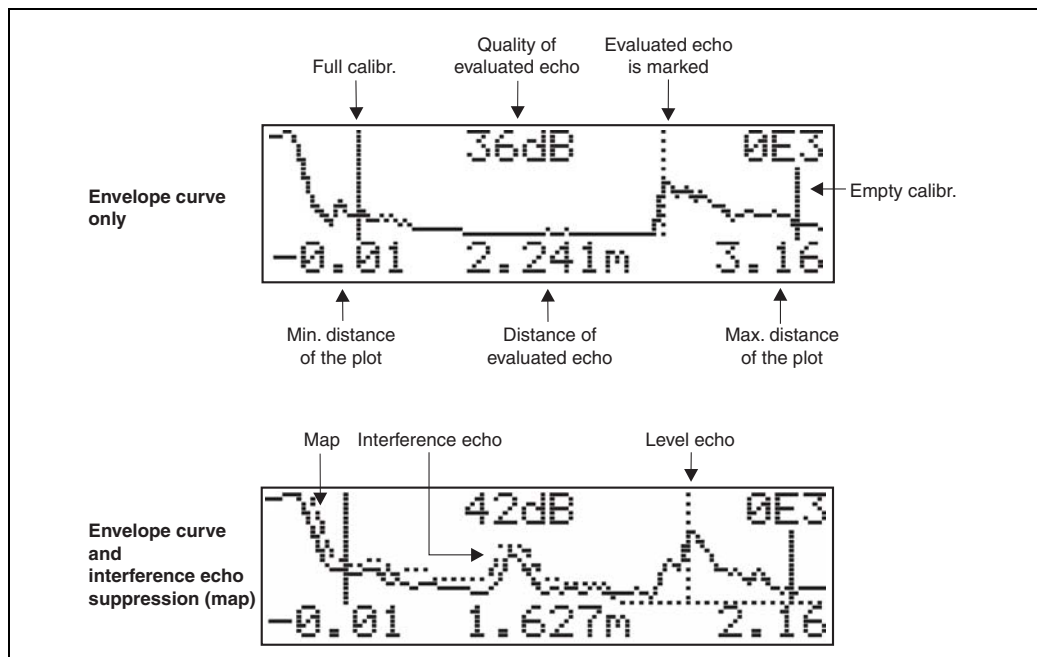 Full calibr.
Quality of
evaluated echo
Evaluated echo
is marked
36dB
0E3
Envelope curve
only
Empty calibr.
-0.01
2.241m
3.16
Min. distance
of the plot
Distance of
evaluated echo
Max. distance
of the plot
Map
Interference echo
Level echo
42dB
0E3
Envelope curve
and
interference echo
suppression (map)
-0.01
1.627m
2.16